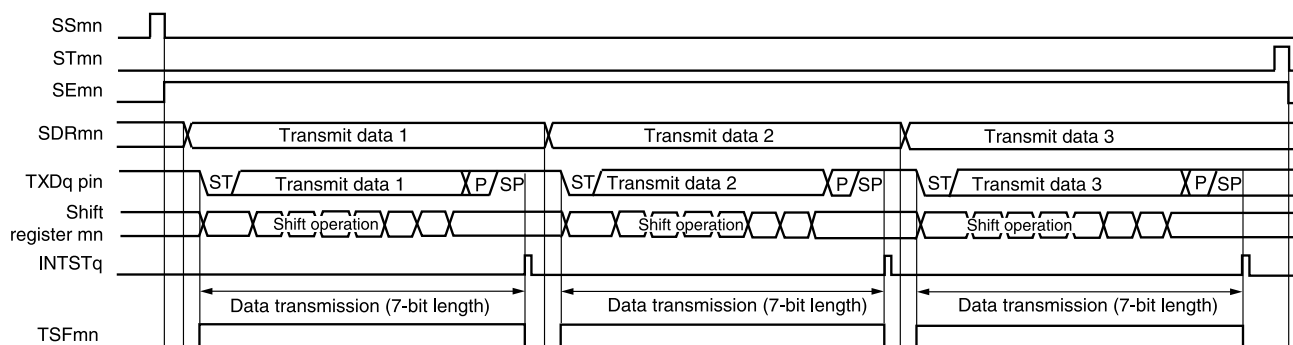 SSmn
STmn
SEmn
SDRmn Transmit data 1 Transmit data 2 Transmit data 3
TXDq pin ST Transmit data 1 P SP ST Transmit data 2 P SP ST Transmit data 3 P SP
Shift
register mn Shift operation Shift operation Shift operation
INTSTq
Data transmission (7-bit length) Data transmission (7-bit length) Data transmission (7-bit length)
TSFmn